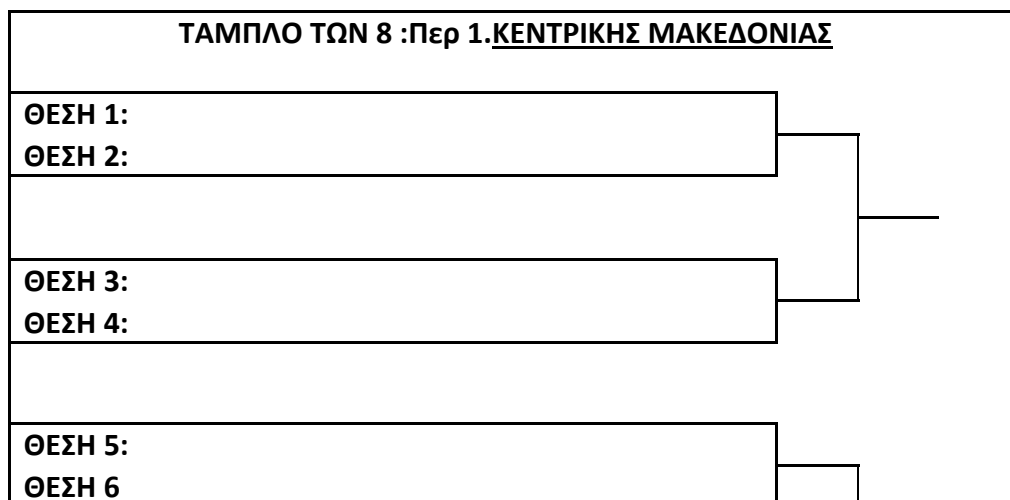 ΤΑΜΠΛΟ ΤΩΝ 8 :Περ 1.ΚΕΝΤΡΙΚΗΣ ΜΑΚΕΔΟΝΙΑΣ
ΘΕΣΗ 1:
ΘΕΣΗ 2:
ΘΕΣΗ 3:
ΘΕΣΗ 4:
ΘΕΣΗ 5:
ΘΕΣΗ 6